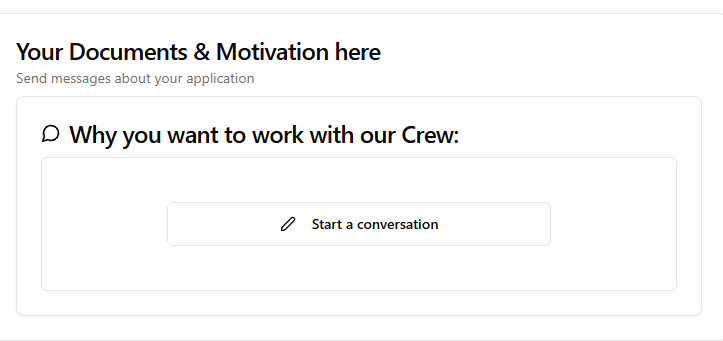 Your Documents & Motivation here
Send messages about your application
Why you want to work with our Crew:
Start a conversation